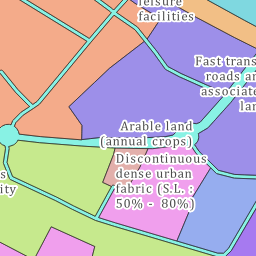 leisure
facilities
Fast trans
roads an
associate
lan
Arable land
(annual crops)
Discontinuous
dense urban
fabric (S.L. :
50% - 80%)
s
ity